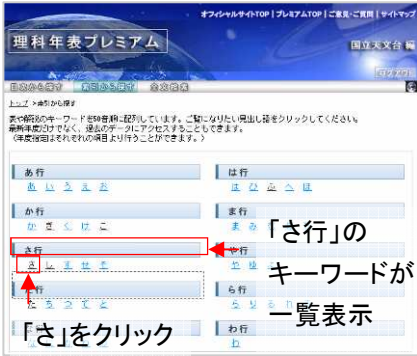 オフィシャルサイトTOP | プレミアムTOP | ご意見・ご質問 | サイトマップ
理科年表プレミアム
国立天文台 編
目次から探す 索引から探す 全文検索
トップ >索引から探す
表や解説のキーワードを50音順に配列しています。ご覧になりたい見出し語をクリックしてください。
最新年度だけでなく、過去のデータにアクセスすることもできます。
(年度指定はそれぞれの項目より行うことができます。)
あ行
あ い う え お
は行
は ひ ふ へ ほ
か行
か き く け こ
ま行
ま み
さ行
さ し す せ そ
や行
や ゆ
た行
た ち つ て と
ら行
ら り る れ
わ行
わ
「さ行」の
キーワードが
一覧表示
「さ」をクリック